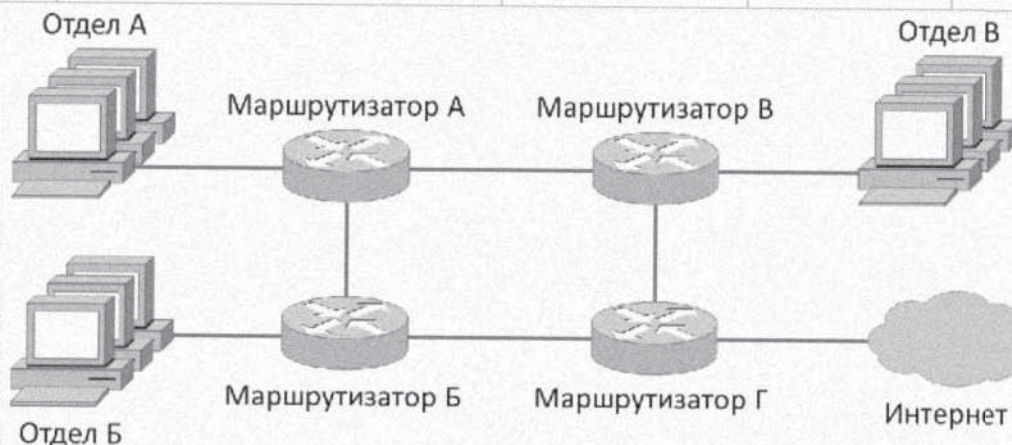 Отдел А
Отдел В
Маршрутизатор А
Маршрутизатор В
Маршрутизатор Б
Маршрутизатор Г
Интернет
Отдел Б